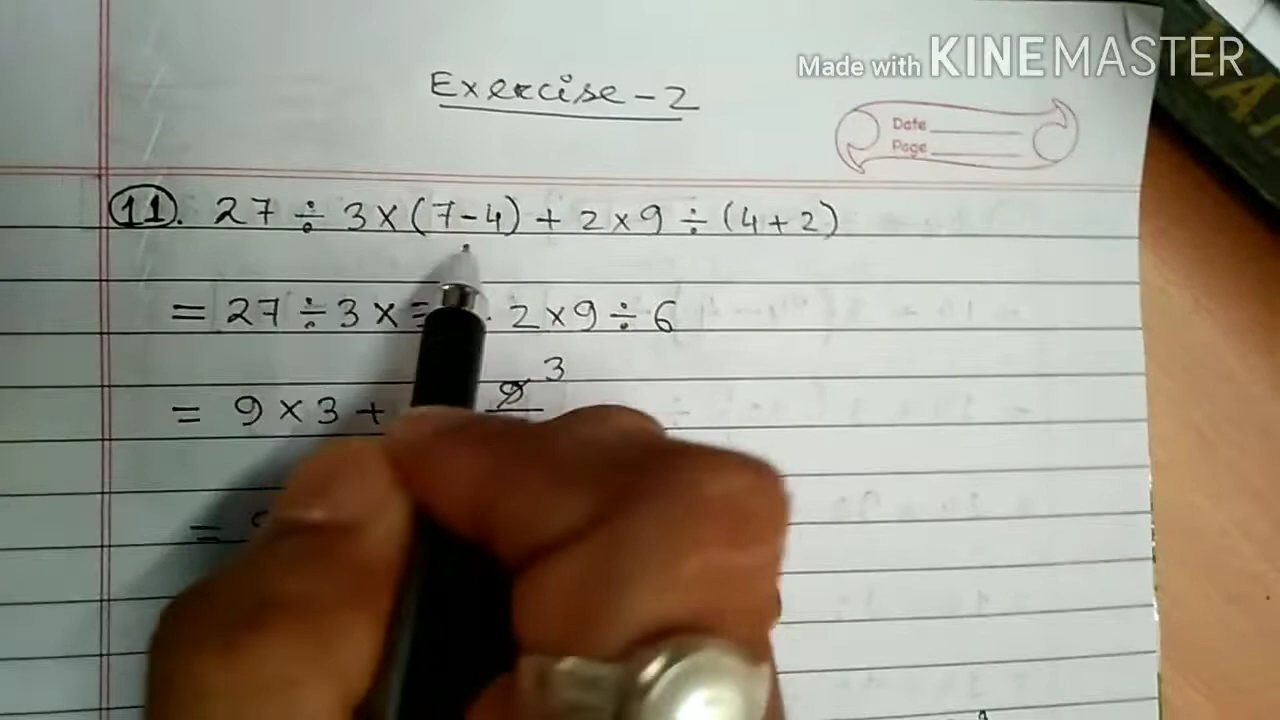 Made with KINEMASTER
Exercise-2
Date
Page
11. 27 ÷ 3 × (7-4) + 2 × 9 ÷ (4+2)
= 27 ÷ 3 × 2 × 9 ÷ 6
3
= 9 × 3 + 9
=